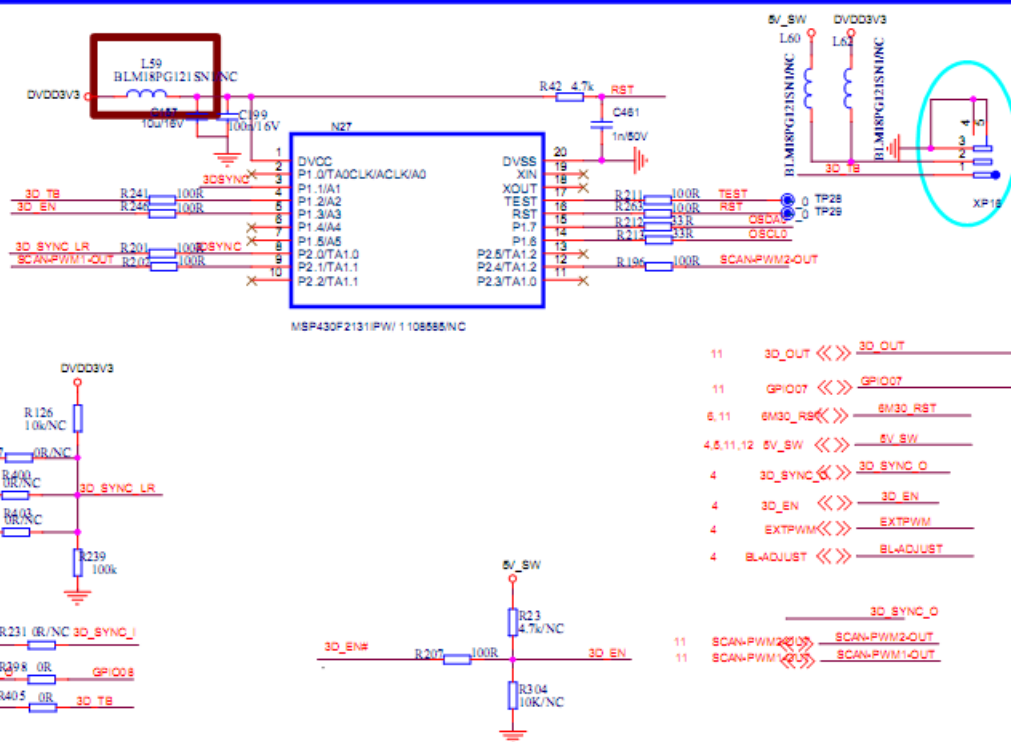 5V_SW DVDD3V3
L60 L62
BLM18PG121SN1/NC
BLM18PG121SN1/NC
L59
BLM18PG121SN1/NC
DVDD3V3
10u/16V
C199
100n/16V
R42 4.7k RST
C461
1n/50V
N27
1 DVCC DVSS 20
2 P1.0/TA0CLK/ACLK/A0 XIN 19
3DSYNC 3 P1.1/A1 XOUT 18
3D_TB R241 100R 4 P1.2/A2 TEST 17 R211 100R TEST TP28
3D_EN R246 100R 5 P1.3/A3 RST 16 R263 100R RST TP29
6 P1.4/A4 P1.7 15 R212 33R
7 P1.5/A5 P1.6 14 33R OSCL0
3D_SYNC_LR R201 8 P2.0/TA1.0 P2.5/TA1.2 13
SCAN-PWM1-OUT R202 100R 9 P2.1/TA1.1 P2.4/TA1.2 12 R196 100R SCAN-PWM2-OUT
10 P2.2/TA1.1 P2.3/TA1.0 11
MSP430F2131IPW/ 1108585/NC
4 5
3
2
3D_TB 1
DVDD3V3
R126
10k/NC
0R/NC
R400
0R/NC
3D_SYNC_LR
R403
0R/NC
R239
100k
R231 0R/NC 3D_SYNC_I
R398 0R GPIO08
R405 0R 3D_TB
5V_SW
R23
4.7k/NC
3D_EN# R207 100R 3D_EN
R304
10K/NC
11 3D_OUT 3D_OUT
11 GPIO07 GPIO07
6,11 6M30_RST 6M30_RST
5V_SW 5V_SW
4 3D_SYNC_O 3D_SYNC_O
4 3D_EN 3D_EN
4 EXTPWM EXTPWM
4 BL-ADJUST BL-ADJUST
3D_SYNC_O
11 SCAN-PWM2-OUT SCAN-PWM2-OUT
11 SCAN-PWM1-OUT SCAN-PWM1-OUT